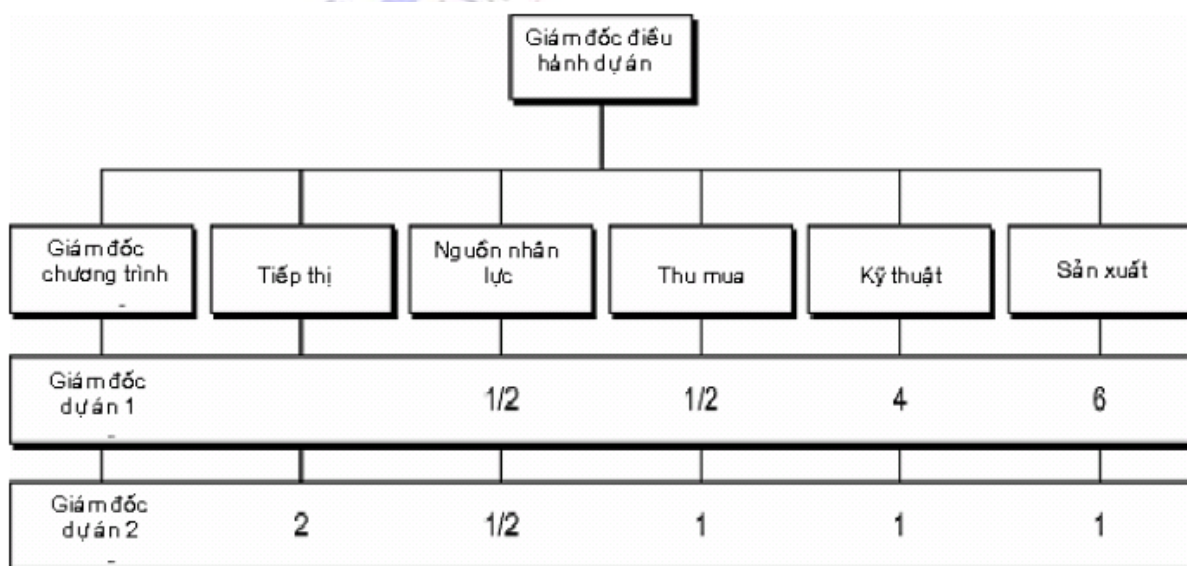 Giám đốc điều
hành dự án
Giám đốc
chương trình
Tiếp thị
Nguồn nhân
lực
Thu mua
Kỹ thuật
Sản xuất
Giám đốc
dự án 1
1/2
1/2
4
6
Giám đốc
dự án 2
2
1/2
1
1
1